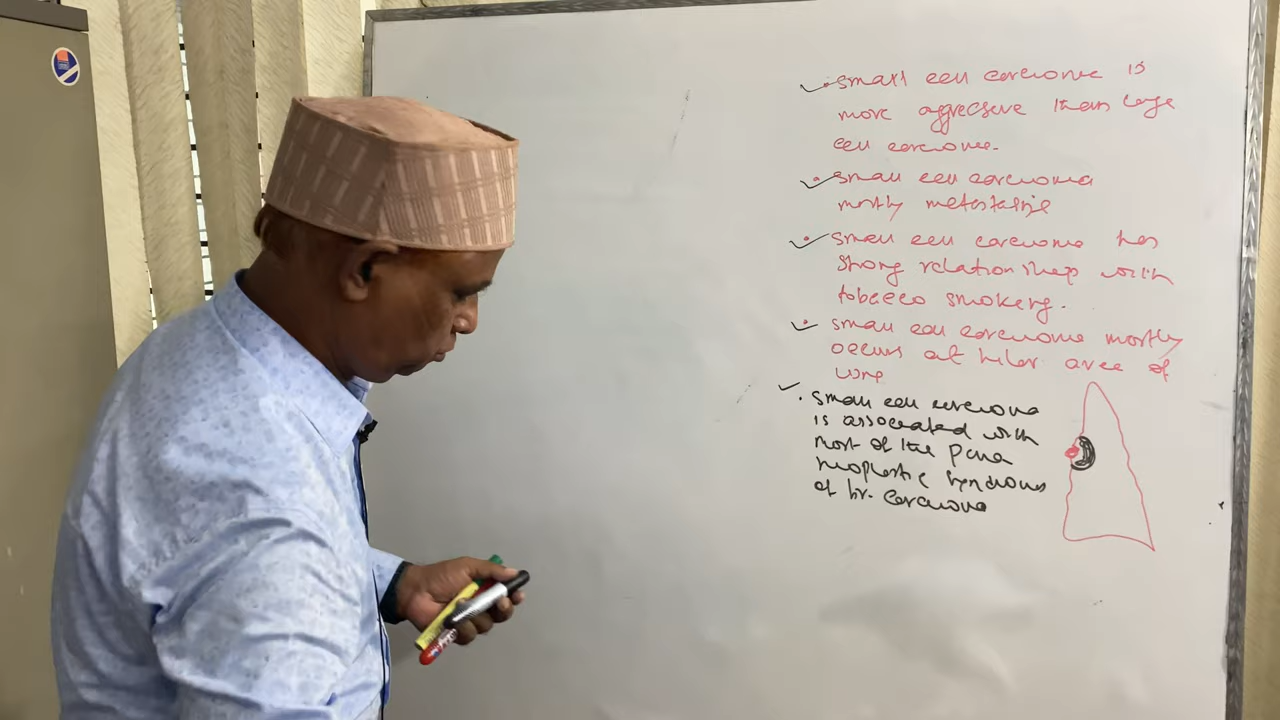 small cell carcinoma is
more aggressive than large
cell carcinoma.
small cell carcinoma
mostly metastasize
small cell carcinoma has
strong relationship with
tobacco smoking.
small cell carcinoma mostly
occurs at hilar area of
lung
small cell carcinoma
is associated with
most of the para
neoplastic syndromes
of br. carcinoma